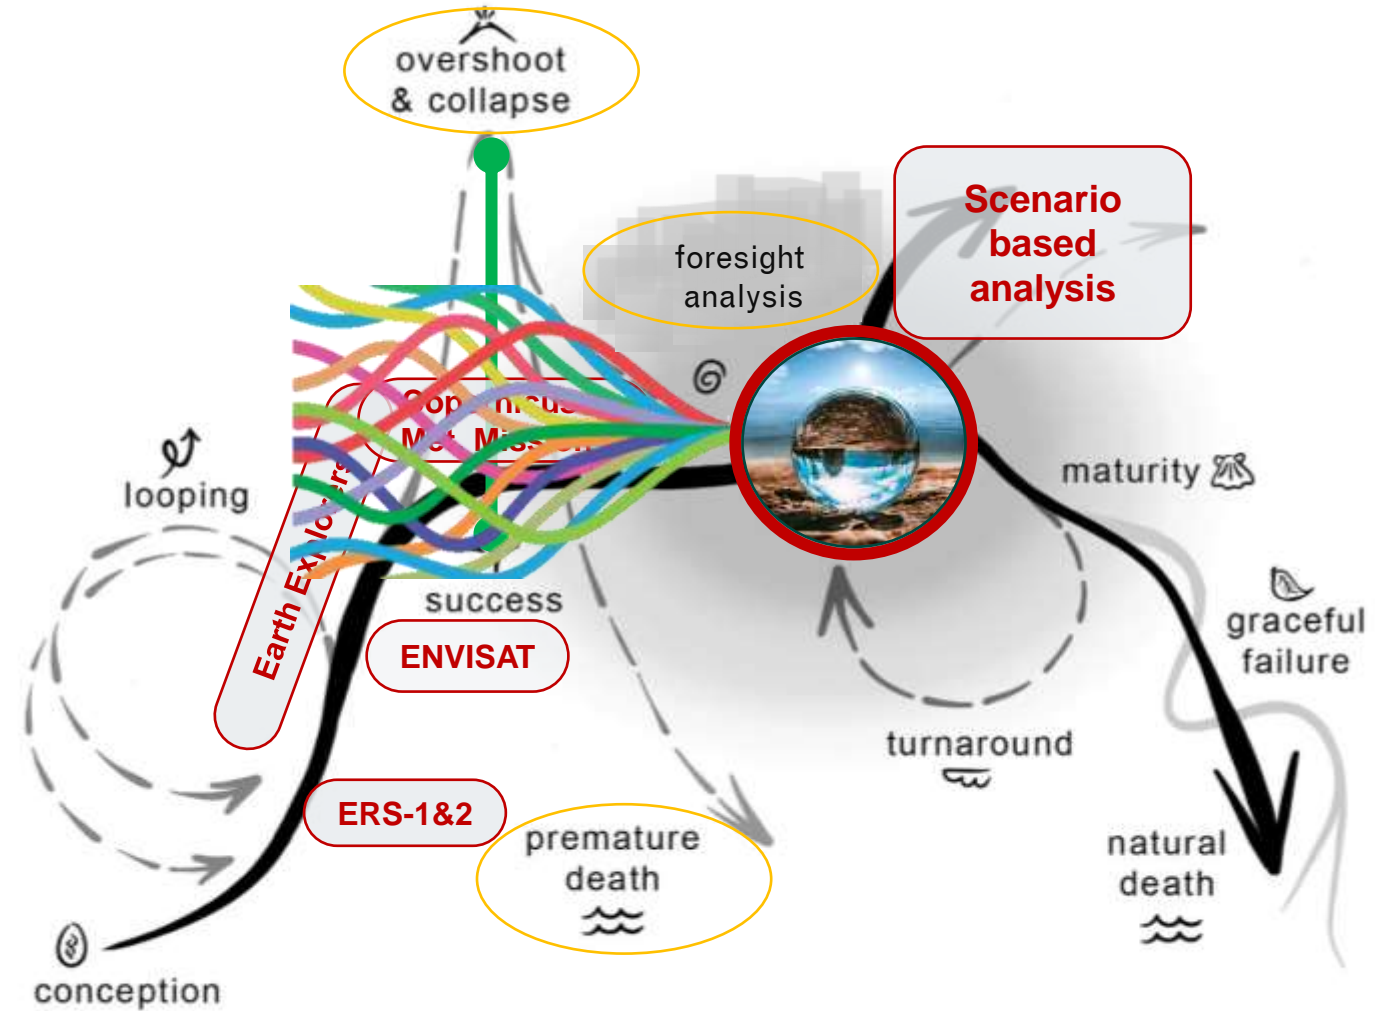 overshoot
& collapse
Scenario
based
analysis
foresight
analysis
looping
maturity
Earth
success
ENVISAT
graceful
failure
turnaround
ERS-1&2
premature
death
natural
death
conception